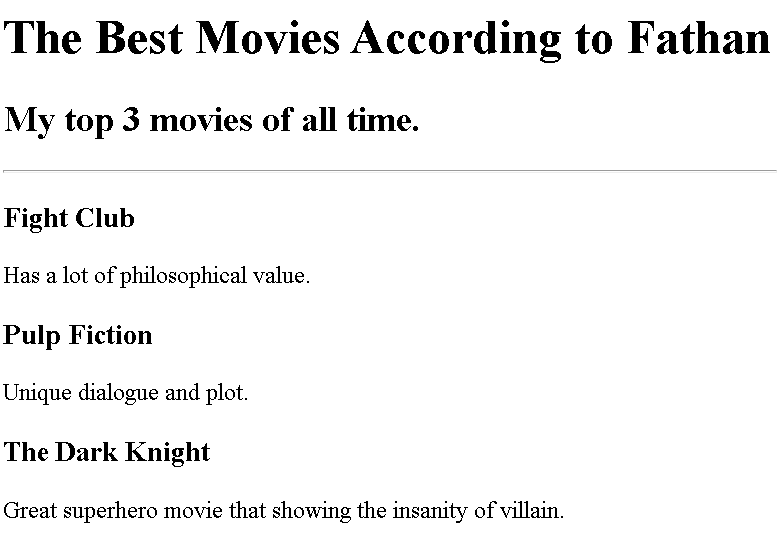 The Best Movies According to Fathan
My top 3 movies of all time.
Fight Club
Has a lot of philosophical value.
Pulp Fiction
Unique dialogue and plot.
The Dark Knight
Great superhero movie that showing the insanity of villain.